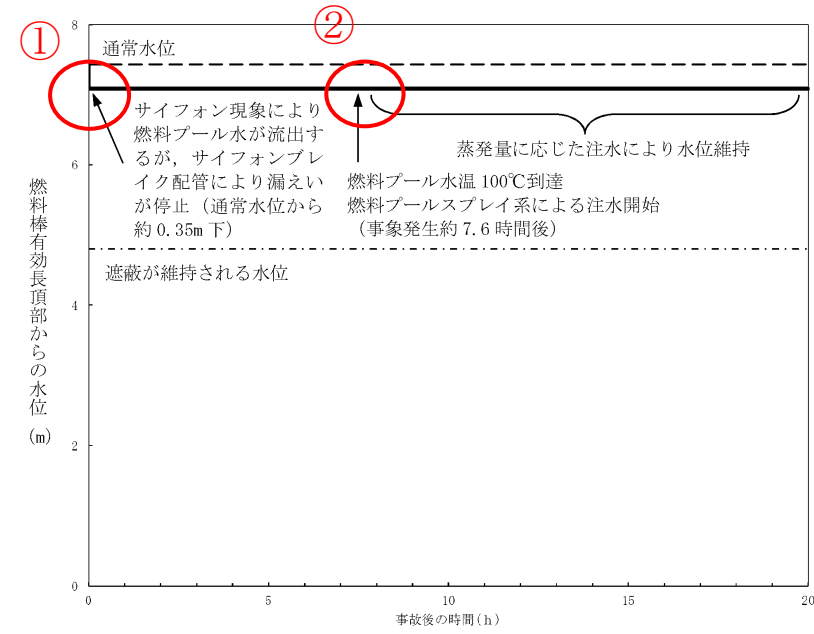 ①
②
8
通常水位
サイフォン現象により
燃料プール水が流出す
るが，サイフォンブレ
イク配管により漏えい
が停止（通常水位から
約 0.35m 下）
蒸発量に応じた注水により水位維持
燃料プール水温 100℃到達
燃料プールスプレイ系による注水開始
（事象発生約 7.6 時間後）
6
遮蔽が維持される水位
4
2
0
燃料棒有効長頂部からの水位 (m)
0
5
10
15
20
事故後の時間(h)